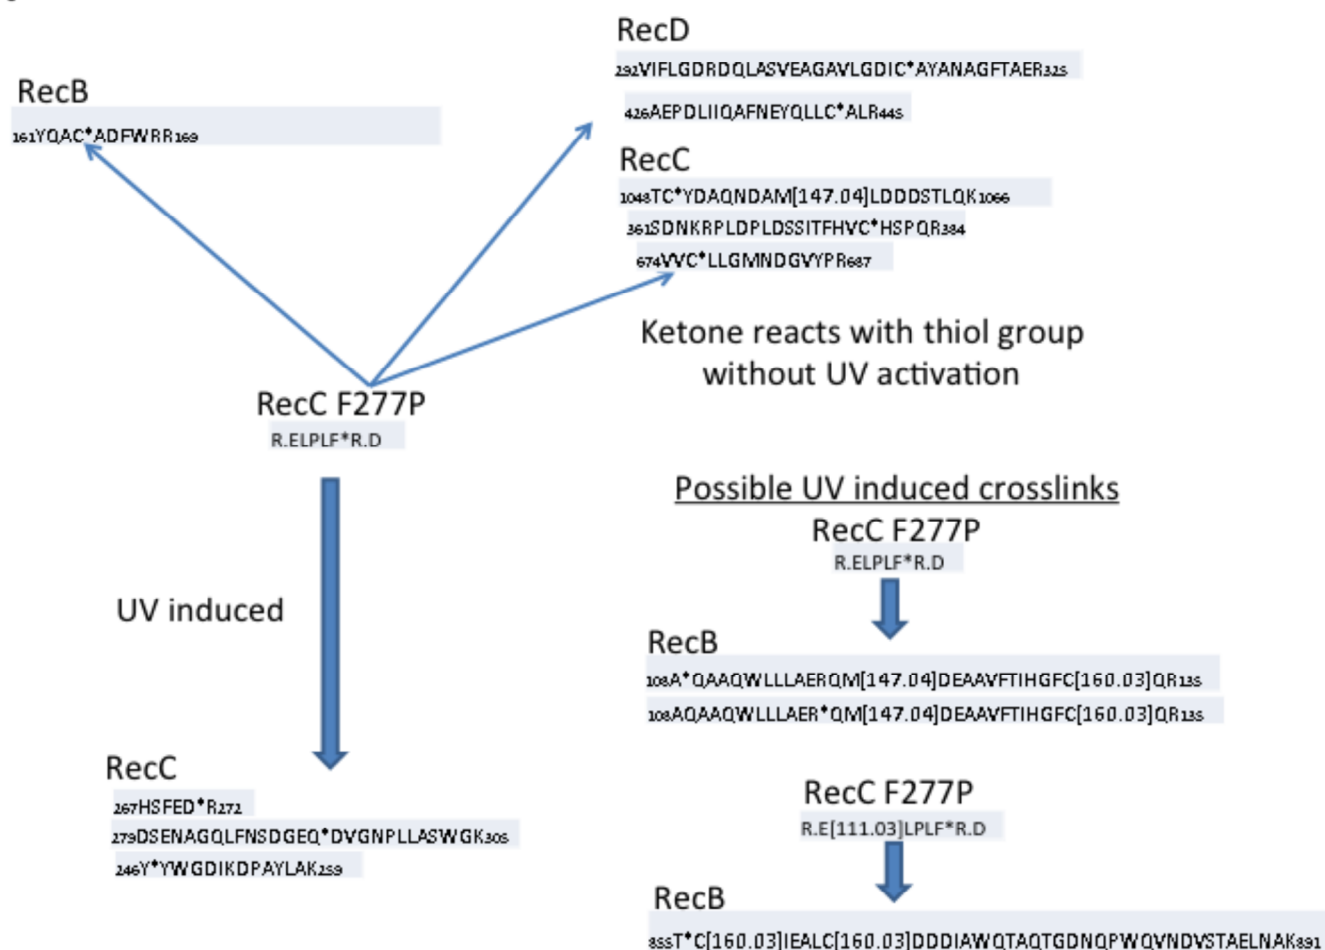 RecB
161YQAC*ADFWRR169
RecD
292VIFLGDRDQLASVEAGAVLGDIC*AYANAGFTAER325
426AEPDLIIQAFNEYQLLC*ALR445
RecC
1048TC*YDAQNDAM[147.04]LDDDSTLQK1066
361SDNKRPLDPLDSSITFHVC*HSPQR384
674VVC*LLGMNDGVYPR687
Ketone reacts with thiol group
without UV activation
RecC F277P
R.ELPLF*R.D
UV induced
RecC
267HSFED*R272
279DSENAGQLFNSDGEQ*DVGNPLLASWGK305
246Y*YWGDIKDPAYLAK259
Possible UV induced crosslinks
RecC F277P
R.ELPLF*R.D
RecB
108A*QAAQWLLLAERQM[147.04]DEAAVFTIHGFC[160.03]QR135
108AQAAQWLLLAER*QM[147.04]DEAAVFTIHGFC[160.03]QR135
RecC F277P
R.E[111.03]LPLF*R.D
RecB
855T*C[160.03]IEALC[160.03]DDDIAWQTAQTGDNQPWQVNDVSTAELNAK891